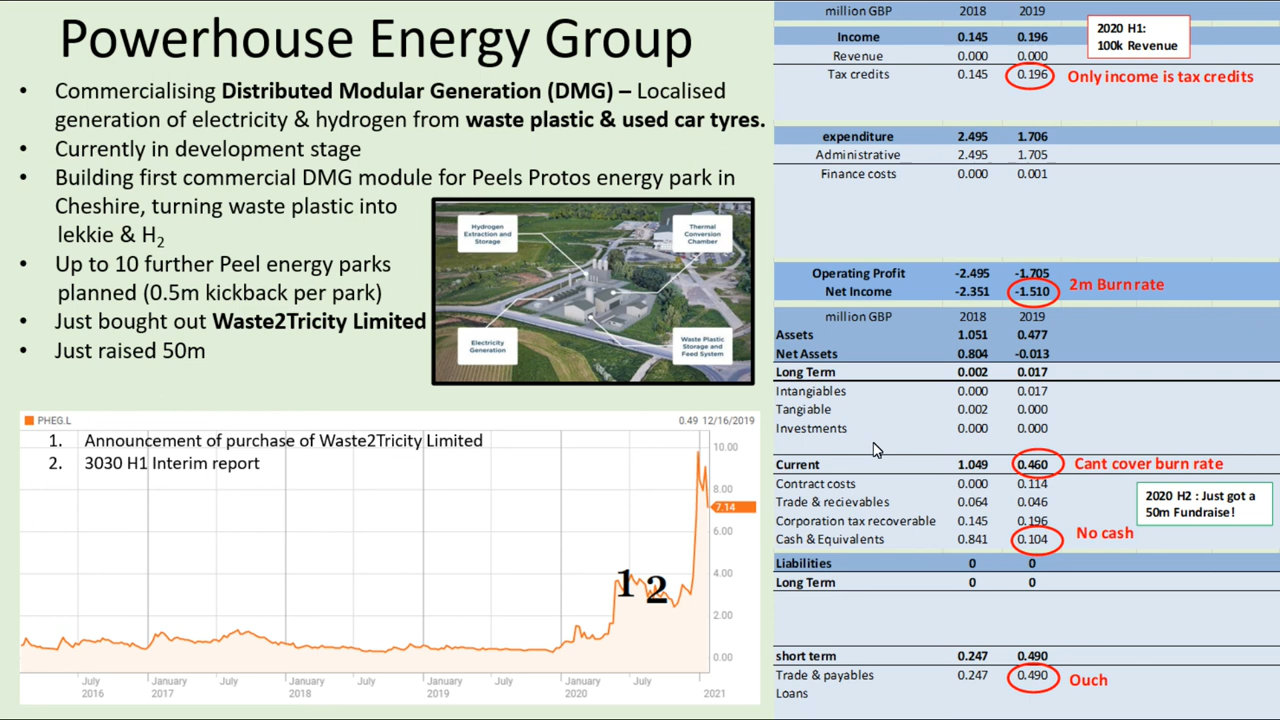 Powerhouse Energy Group
• Commercialising Distributed Modular Generation (DMG) – Localised
generation of electricity & hydrogen from waste plastic & used car tyres.
• Currently in development stage
• Building first commercial DMG module for Peels Protos energy park in
Cheshire, turning waste plastic into
lekkie & H₂
• Up to 10 further Peel energy parks
planned (0.5m kickback per park)
• Just bought out Waste2Tricity Limited
• Just raised 50m
Hydrogen
Extraction and
Storage
Thermal
Conversion
Chamber
Electricity
Generation
Waste Plastic
Storage and
Feed System
PHEG.L
0.49 12/16/2019
1. Announcement of purchase of Waste2Tricity Limited
2. 3030 H1 Interim report
10.00
8.00
7.14
6.00
4.00
2.00
0.00
1 2
July 2016
January 2017
July
January 2018
July
January 2019
July
January 2020
July
2021
million GBP 2018 2019
Income 0.145 0.196
Revenue 0.000 0.000
Tax credits 0.145 0.196
2020 H1:
100k Revenue
Only income is tax credits
expenditure 2.495 1.706
Administrative 2.495 1.705
Finance costs 0.000 0.001
Operating Profit -2.495 -1.705
Net Income -2.351 -1.510
2m Burn rate
million GBP 2018 2019
Assets 1.051 0.477
Net Assets 0.804 -0.013
Long Term 0.002 0.017
Intangibles 0.000 0.017
Tangible 0.002 0.000
Investments 0.000 0.000
Current 1.049 0.460
Cant cover burn rate
Contract costs 0.000 0.114
Trade & recievables 0.064 0.046
Corporation tax recoverable 0.145 0.196
Cash & Equivalents 0.841 0.104
2020 H2 : Just got a
50m Fundraise!
No cash
Liabilities 0 0
Long Term 0 0
short term 0.247 0.490
Trade & payables 0.247 0.490
Ouch
Loans